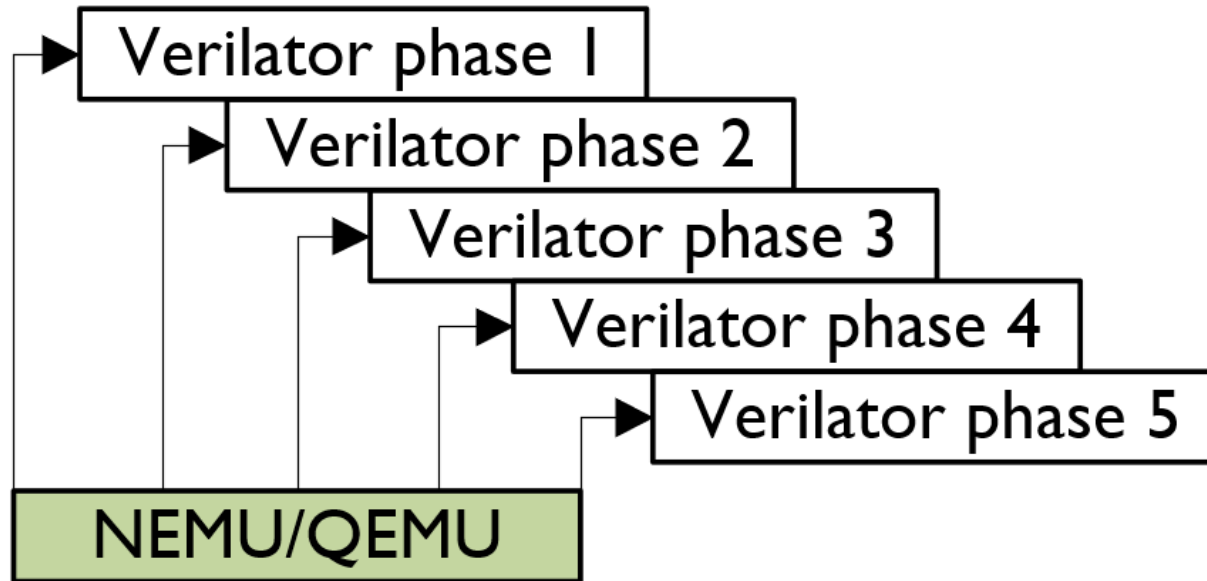 Verilator phase 1
Verilator phase 2
Verilator phase 3
Verilator phase 4
Verilator phase 5
NEMU/QEMU